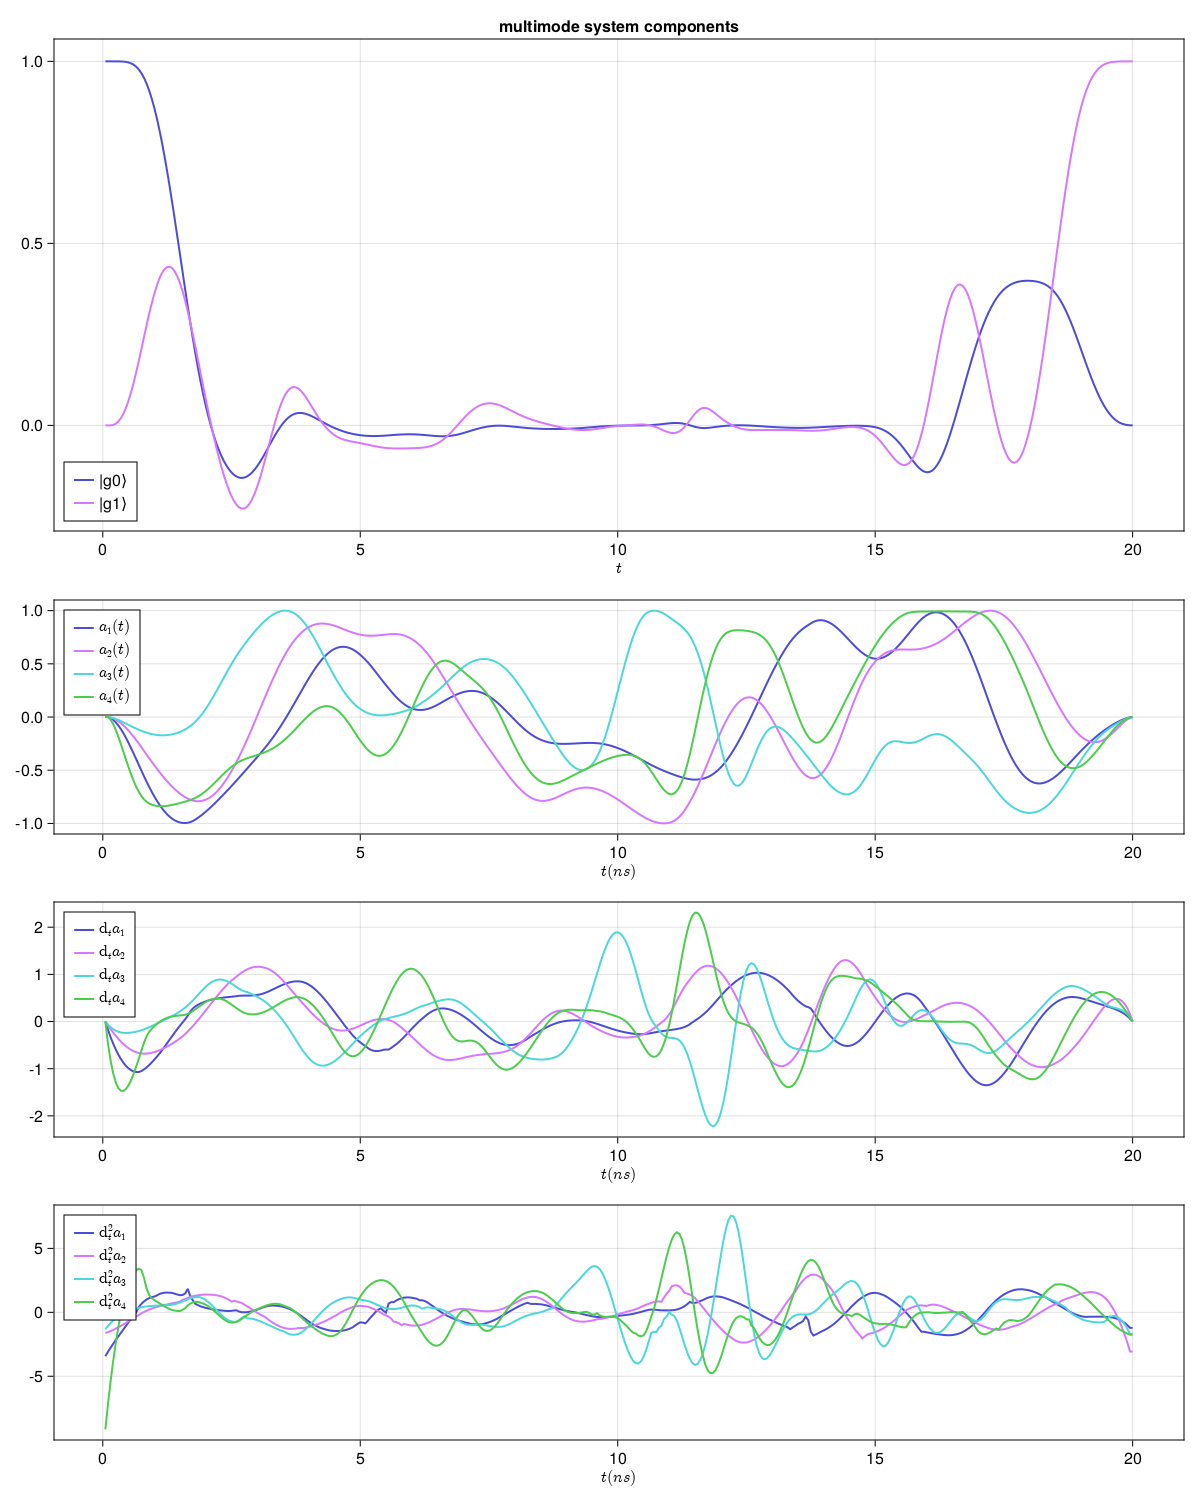 multimode system components
1.0
0.5
0.0
|g0⟩
|g1⟩
0 5 10 15 20
t
1.0
0.5
0.0
-0.5
-1.0
a₁(t)
a₂(t)
a₃(t)
a₄(t)
0 5 10 15 20
t(ns)
2
1
0
-1
-2
dₜa₁
dₜa₂
dₜa₃
dₜa₄
0 5 10 15 20
t(ns)
5
0
-5
d²ₜa₁
d²ₜa₂
d²ₜa₃
d²ₜa₄
0 5 10 15 20
t(ns)